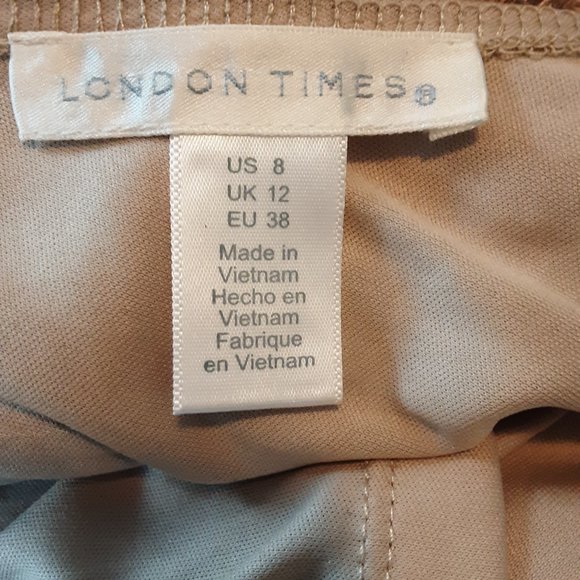 LONDON TIMES®
US 8
UK 12
EU 38
Made in
Vietnam
Hecho en
Vietnam
Fabrique
en Vietnam